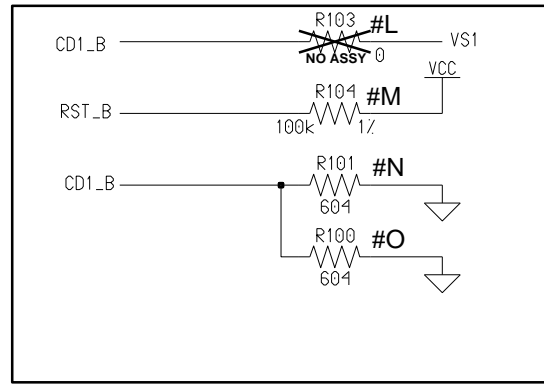 R103 #L
CD1_B VS1
NO ASSY 0
VCC
R104 #M
RST_B
100k 1%
R101 #N
CD1_B
604
R100 #O
604